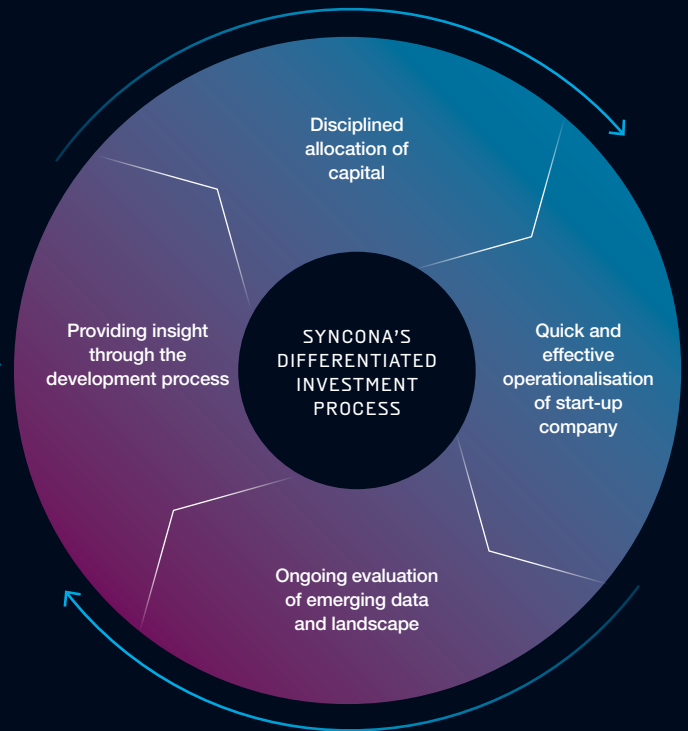 Disciplined
allocation of
capital
Providing insight
through the
development process
SYNCONA'S
DIFFERENTIATED
INVESTMENT
PROCESS
Quick and
effective
operationalisation
of start-up
company
Ongoing evaluation
of emerging data
and landscape